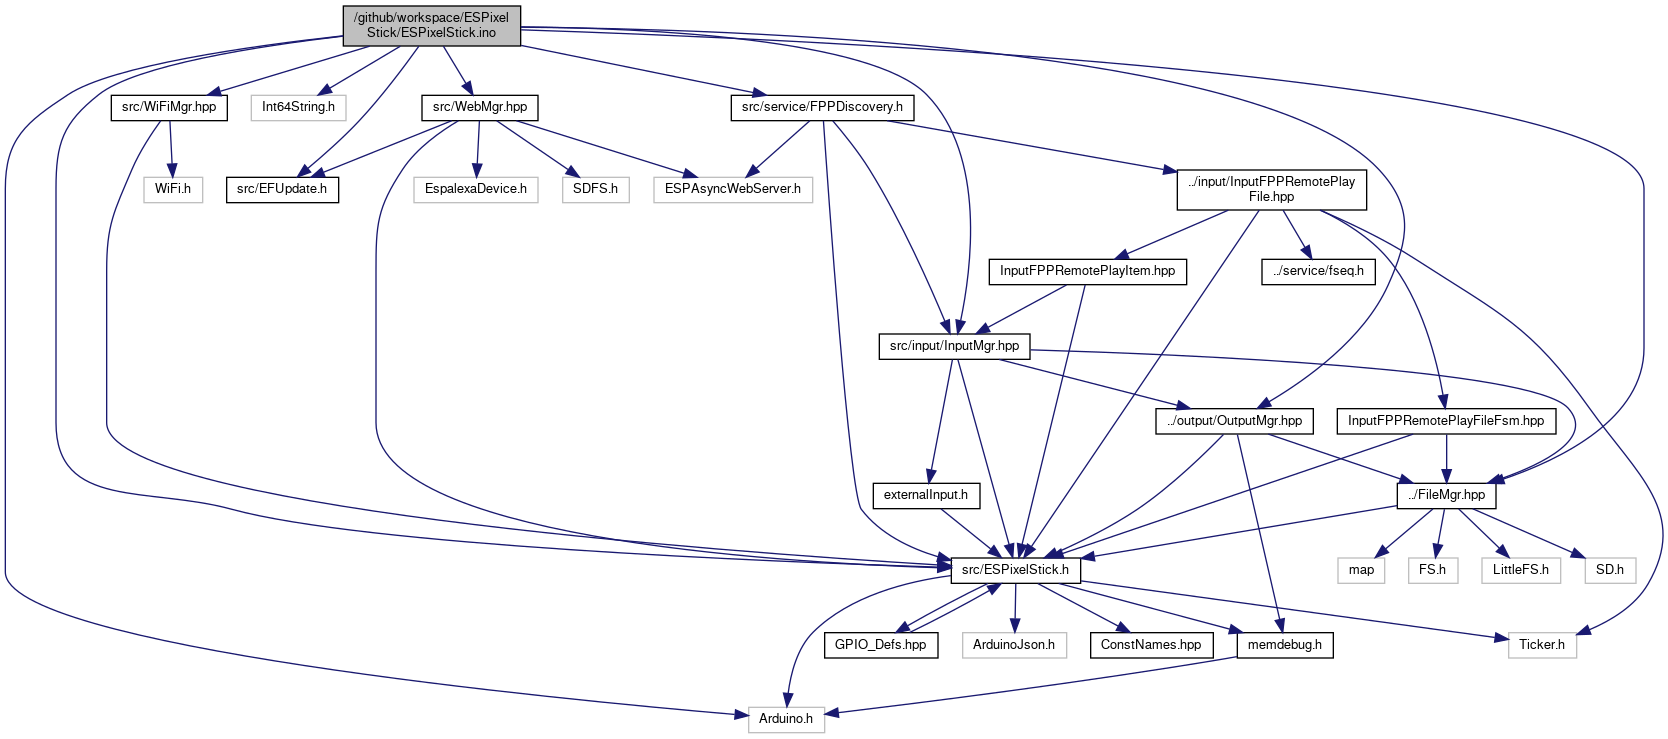 /github/workspace/ESPixel
Stick/ESPixelStick.ino
src/WiFiMgr.hpp
Int64String.h
src/WebMgr.hpp
src/service/FPPDiscovery.h
WiFi.h
src/EFUpdate.h
EspalexaDevice.h
SDFS.h
ESPAsyncWebServer.h
../input/InputFPPRemotePlay
File.hpp
InputFPPRemotePlayItem.hpp
../service/fseq.h
src/input/InputMgr.hpp
../output/OutputMgr.hpp
InputFPPRemotePlayFileFsm.hpp
externalInput.h
../FileMgr.hpp
src/ESPixelStick.h
map
FS.h
LittleFS.h
SD.h
GPIO_Defs.hpp
ArduinoJson.h
ConstNames.hpp
memdebug.h
Ticker.h
Arduino.h